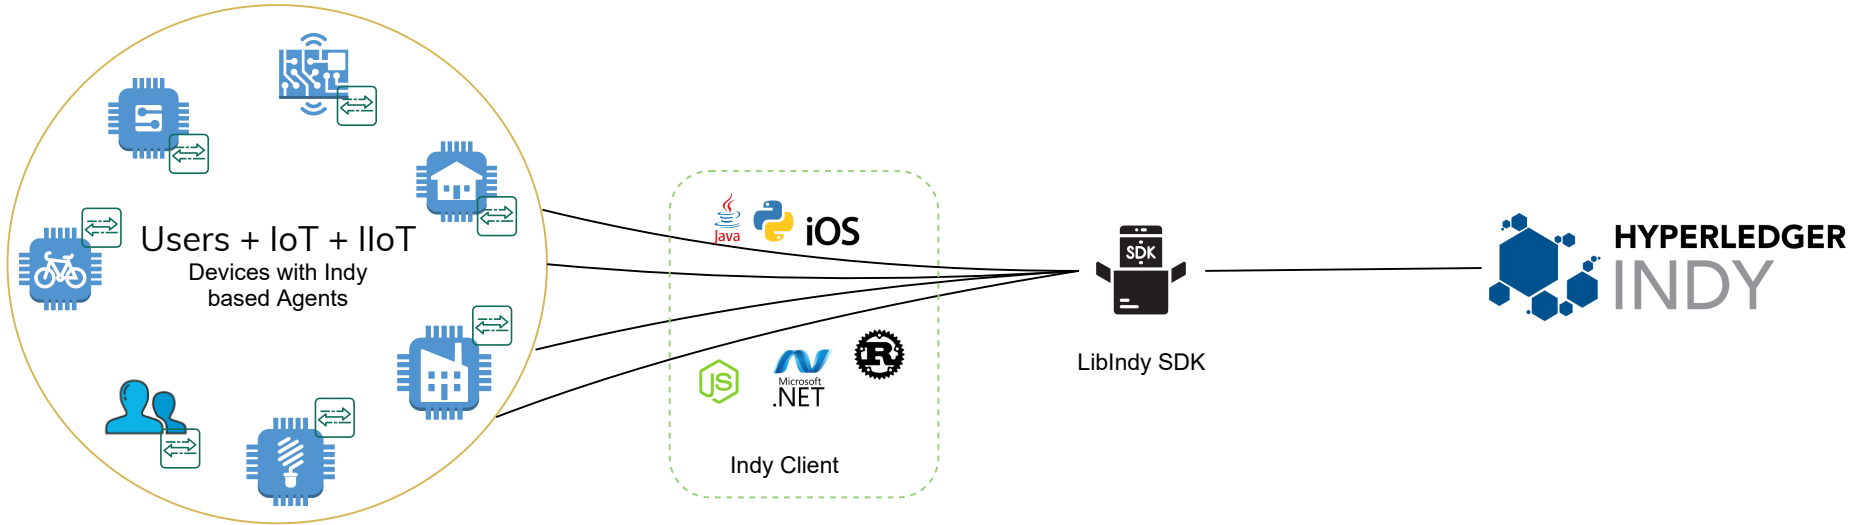 Users + IoT + IIoT
Devices with Indy
based Agents
Java
iOS
JS
Microsoft
.NET
R
Indy Client
SDK
LibIndy SDK
HYPERLEDGER
INDY